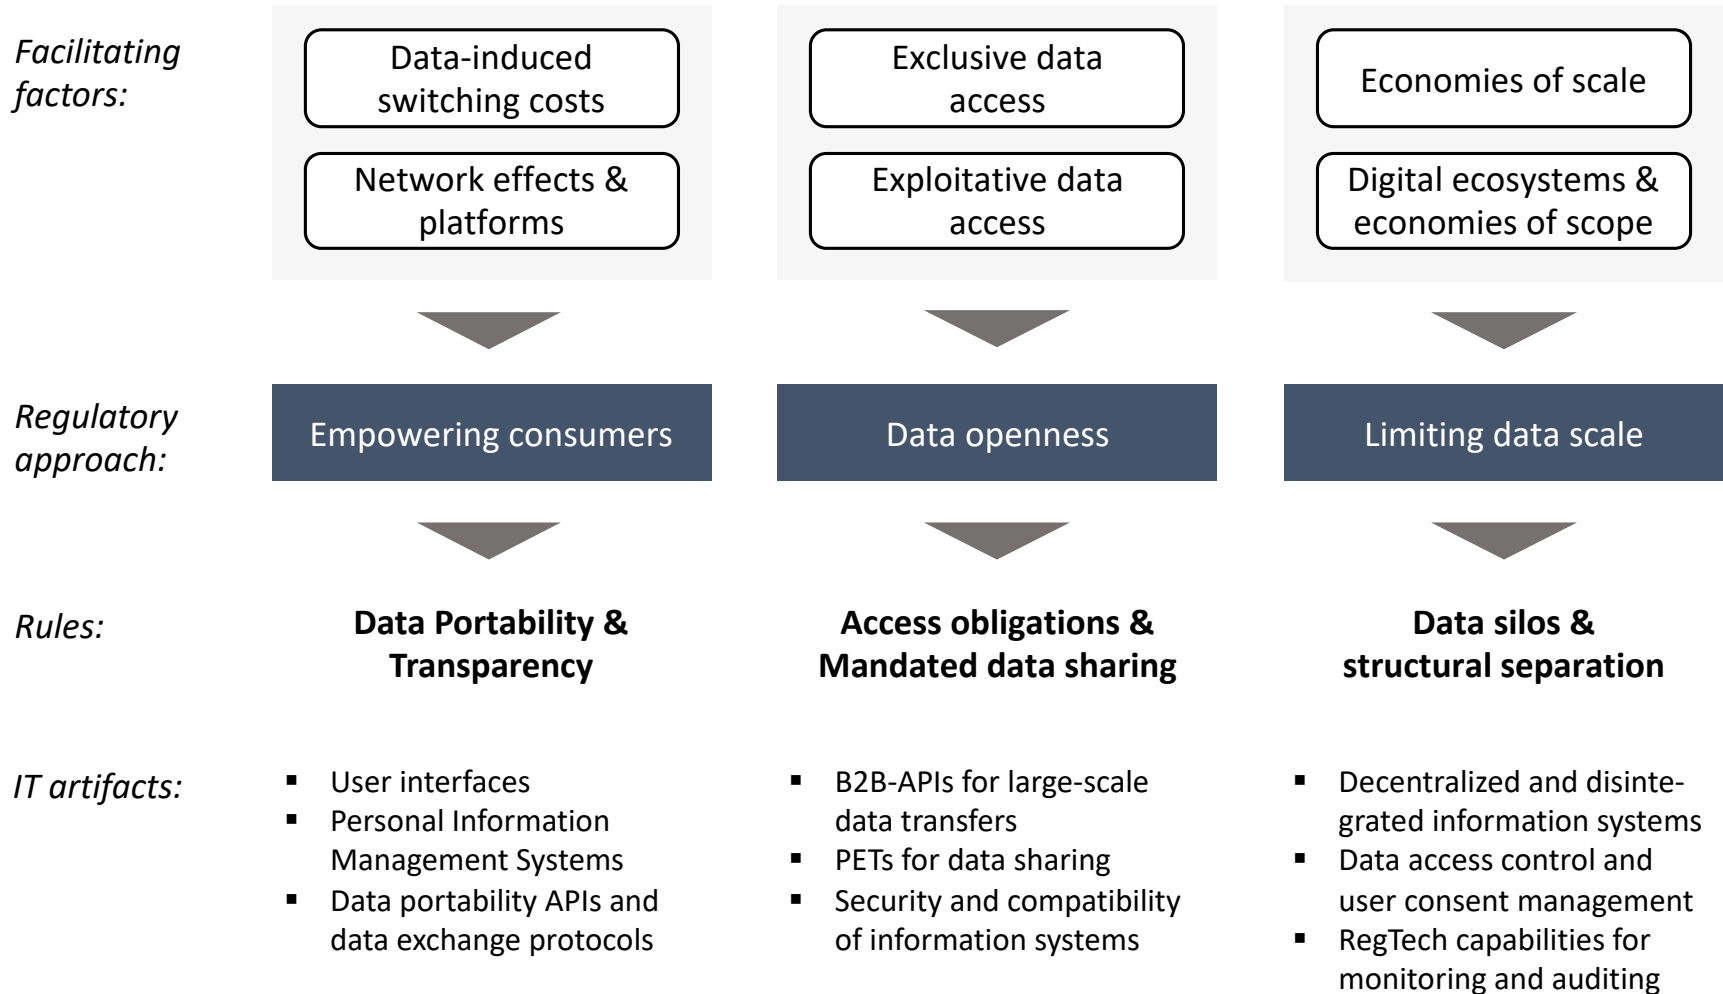 Facilitating
factors:
Data-induced
switching costs
Network effects &
platforms
Exclusive data
access
Exploitative data
access
Economies of scale
Digital ecosystems &
economies of scope
Regulatory
approach:
Empowering consumers
Data openness
Limiting data scale
Rules:
Data Portability &
Transparency
Access obligations &
Mandated data sharing
Data silos &
structural separation
IT artifacts:
▪ User interfaces
▪ Personal Information
Management Systems
▪ Data portability APIs and
data exchange protocols
▪ B2B-APIs for large-scale
data transfers
▪ PETs for data sharing
▪ Security and compatibility
of information systems
▪ Decentralized and disinte-
grated information systems
▪ Data access control and
user consent management
▪ RegTech capabilities for
monitoring and auditing